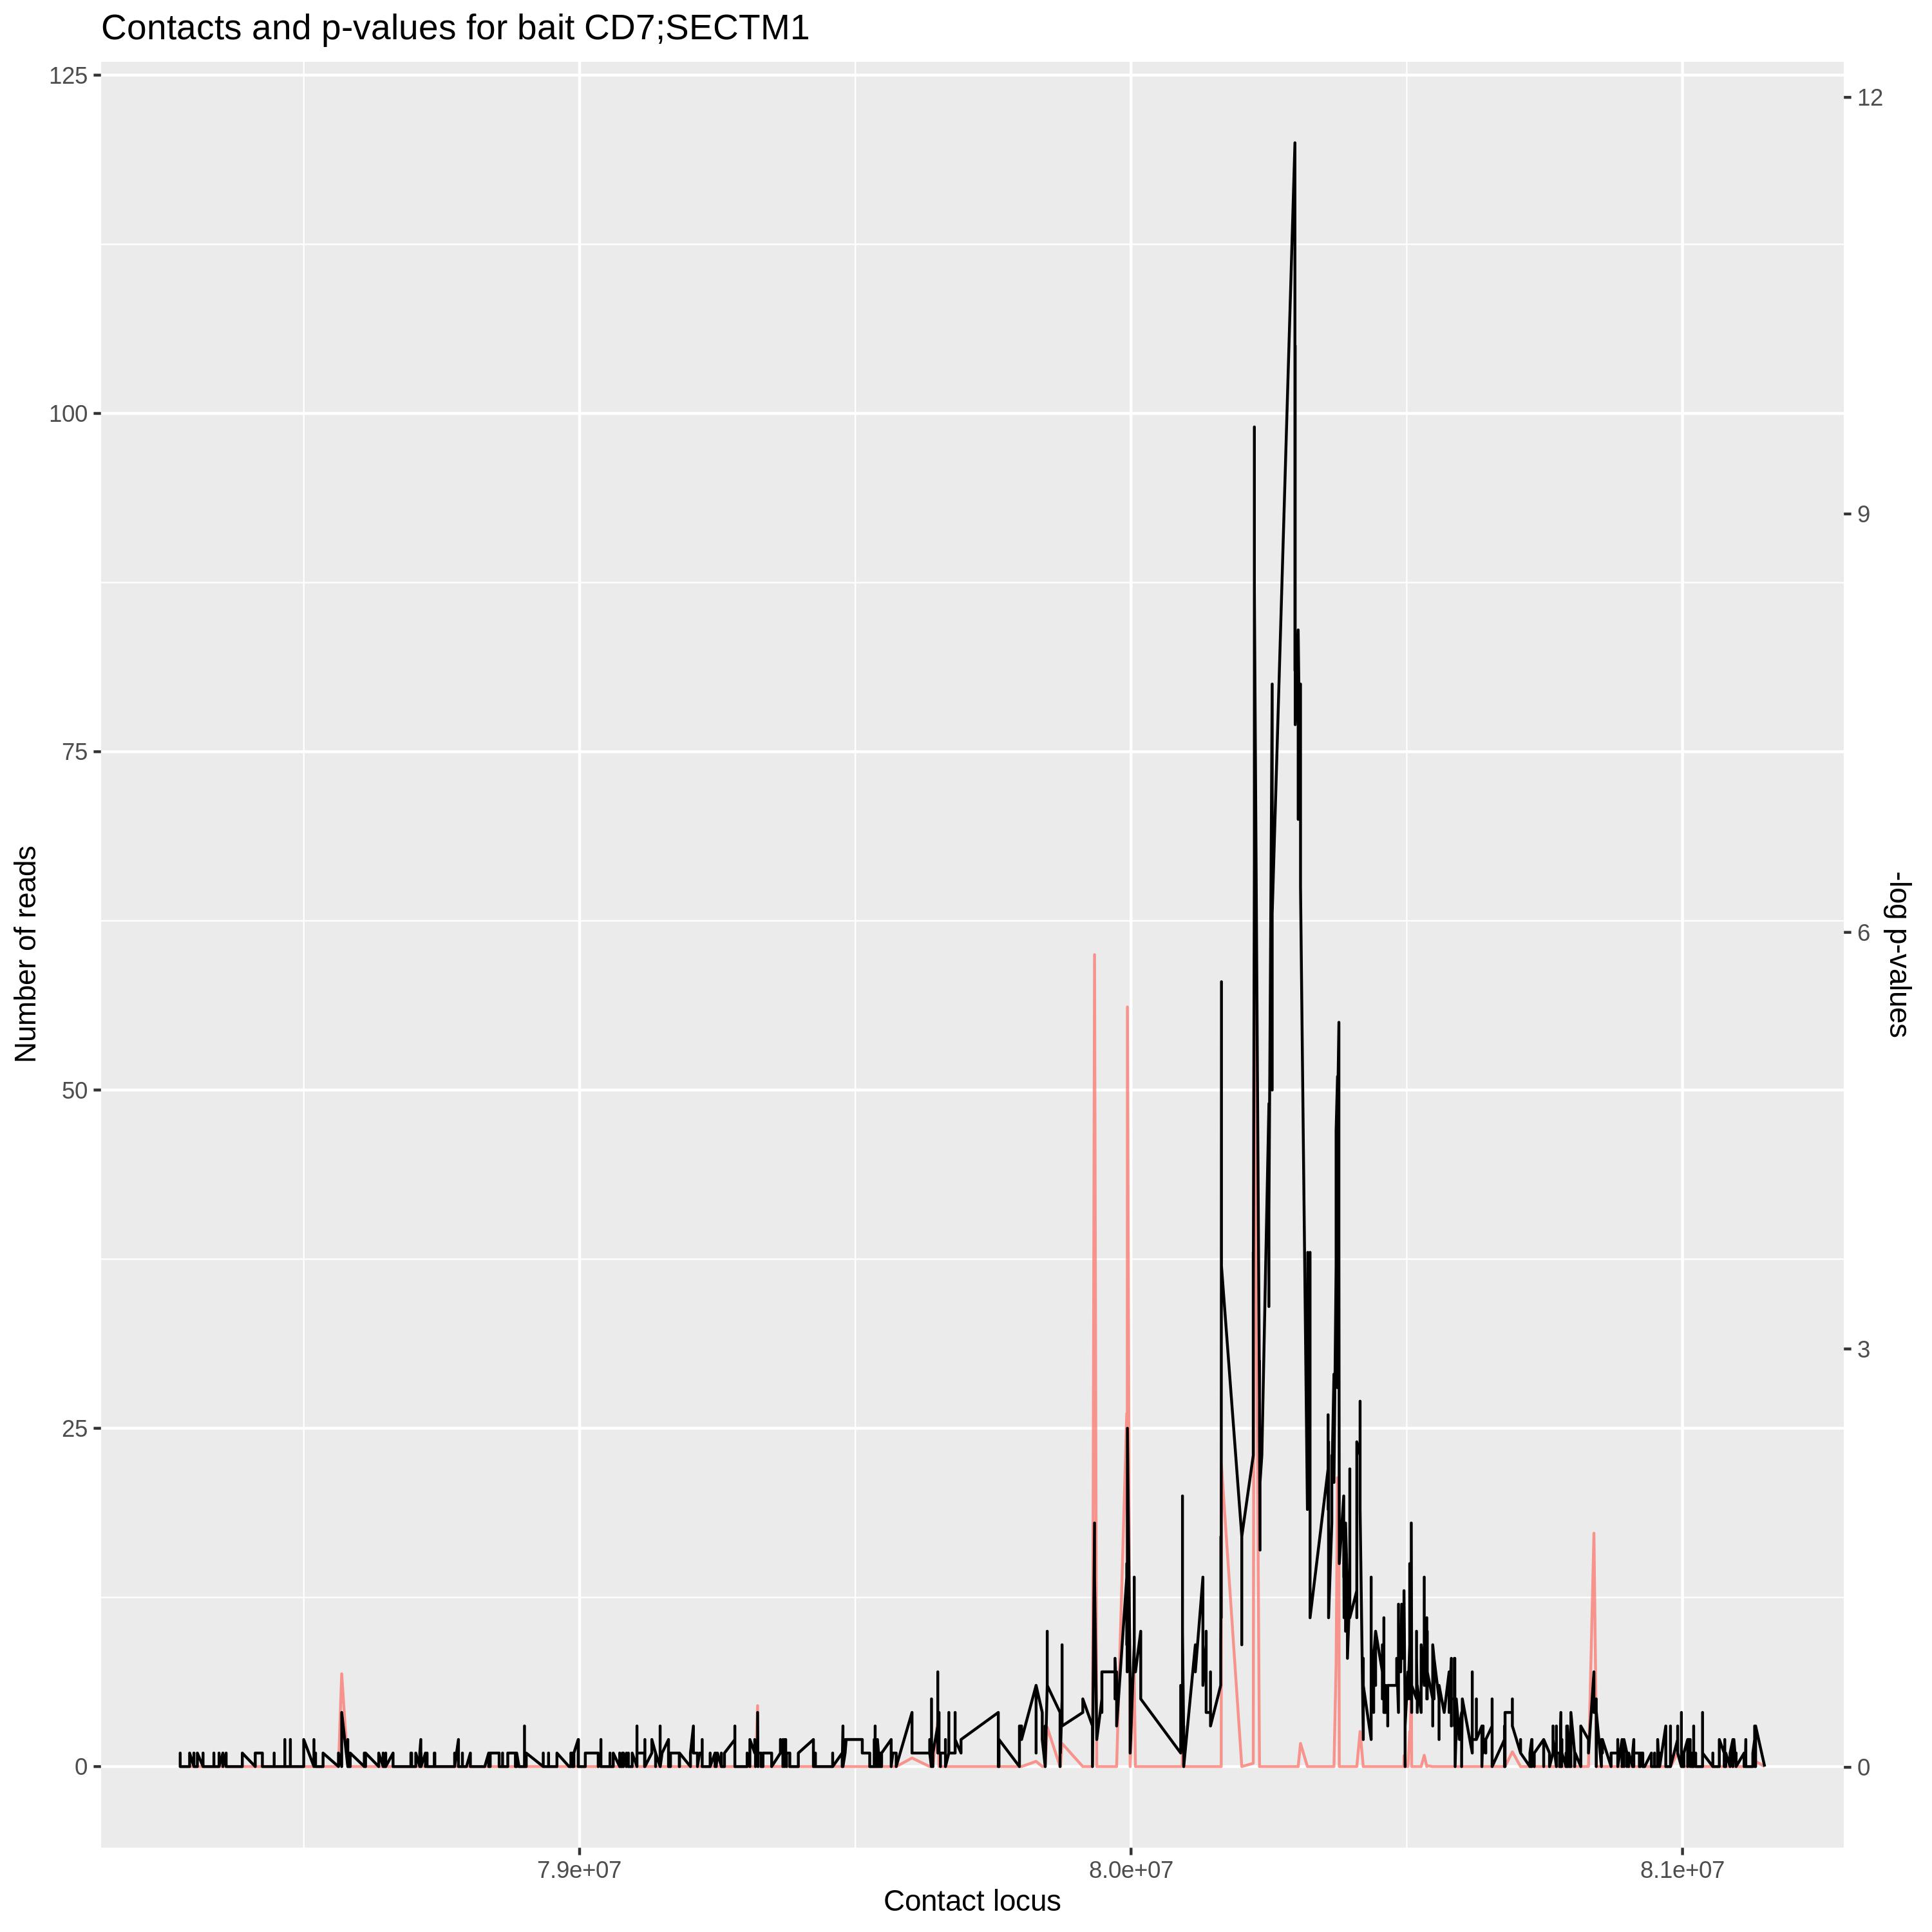 Contacts and p-values for bait CD7;SECTM1
125
100
75
50
25
0
12
9
6
3
0
Number of reads
-log p-values
7.9e+07
8.0e+07
8.1e+07
Contact locus